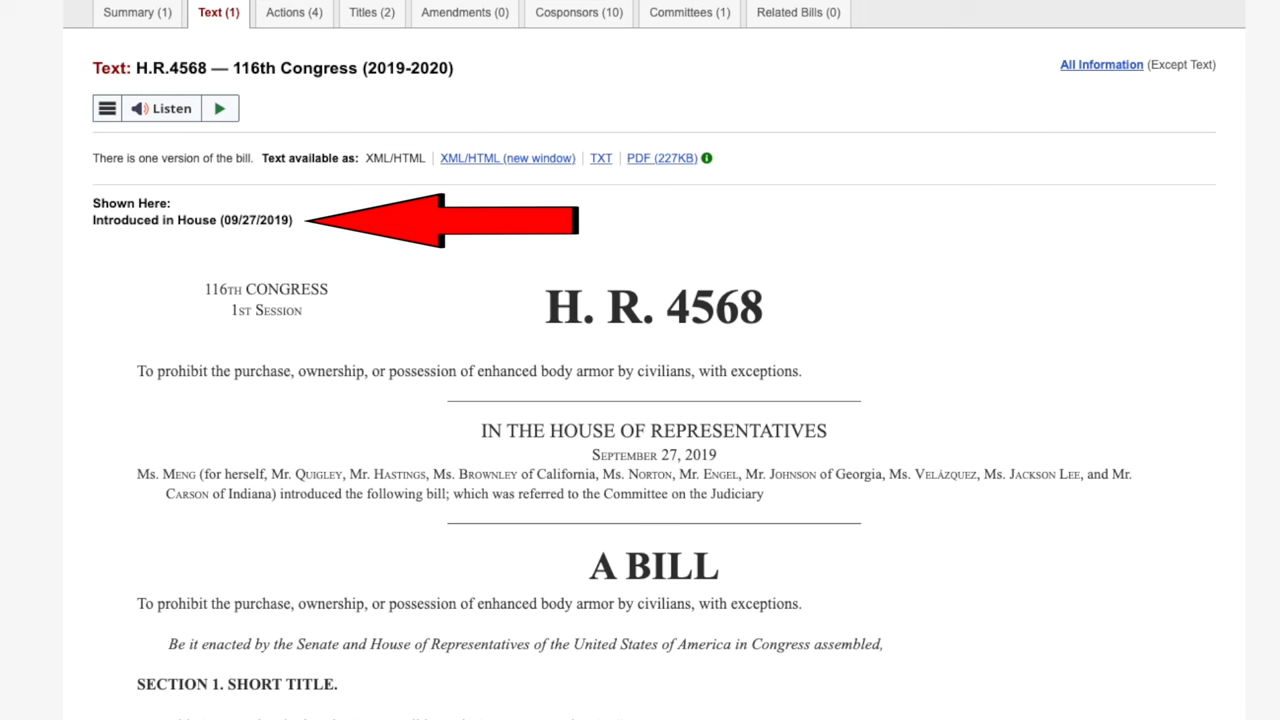 Summary (1) Text (1) Actions (4) Titles (2) Amendments (0) Cosponsors (10) Committees (1) Related Bills (0)
Text: H.R.4568 — 116th Congress (2019-2020)
All Information (Except Text)
Listen
There is one version of the bill. Text available as: XML/HTML XML/HTML (new window) TXT PDF (227KB)
Shown Here:
Introduced in House (09/27/2019)
116TH CONGRESS
1ST SESSION
H. R. 4568
To prohibit the purchase, ownership, or possession of enhanced body armor by civilians, with exceptions.
IN THE HOUSE OF REPRESENTATIVES
SEPTEMBER 27, 2019
Ms. MENG (for herself, Mr. QUIGLEY, Mr. HASTINGS, Ms. BROWNLEY of California, Ms. NORTON, Mr. ENGEL, Mr. JOHNSON of Georgia, Ms. VELÁZQUEZ, Ms. JACKSON LEE, and Mr.
CARSON of Indiana) introduced the following bill; which was referred to the Committee on the Judiciary
A BILL
To prohibit the purchase, ownership, or possession of enhanced body armor by civilians, with exceptions.
Be it enacted by the Senate and House of Representatives of the United States of America in Congress assembled,
SECTION 1. SHORT TITLE.